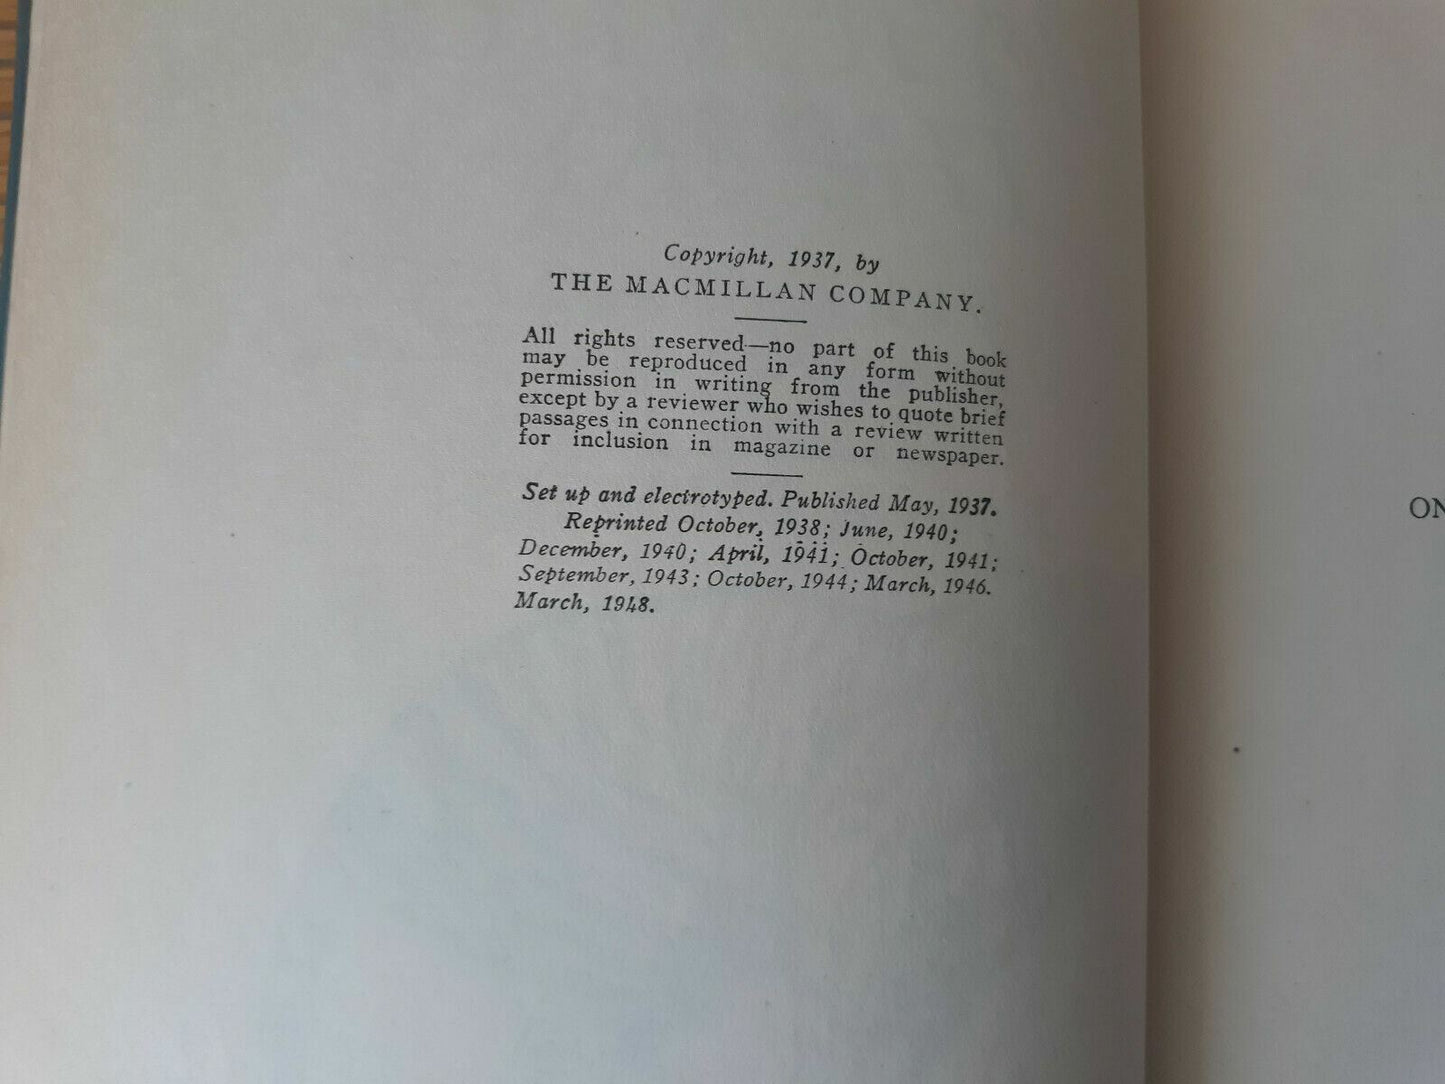 Copyright, 1937, by
THE MACMILLAN COMPANY.
All rights reserved—no part of this book
may be reproduced in any form without
permission in writing from the publisher,
except by a reviewer who wishes to quote brief
passages in connection with a review written
for inclusion in magazine or newspaper.
Set up and electrotyped. Published May, 1937.
Reprinted October, 1938; June, 1940;
December, 1940; April, 1941; October, 1941;
September, 1943; October, 1944; March, 1946.
March, 1948.
ON